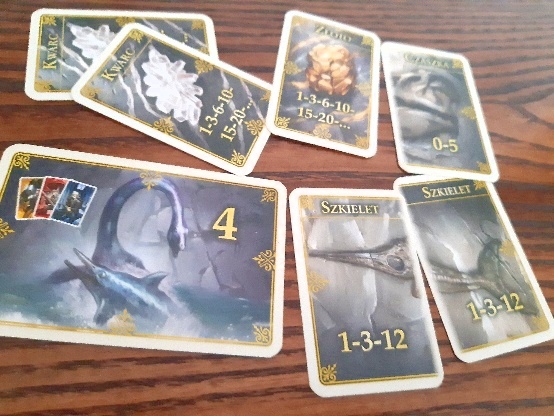 KWARC
KWARC
1-3-6-10-
15-20-...
ZŁOTO
1-3-6-10-
15-20-...
CZASZKA
0-5
4
SZKIELET
1-3-12
SZKIELET
1-3-12